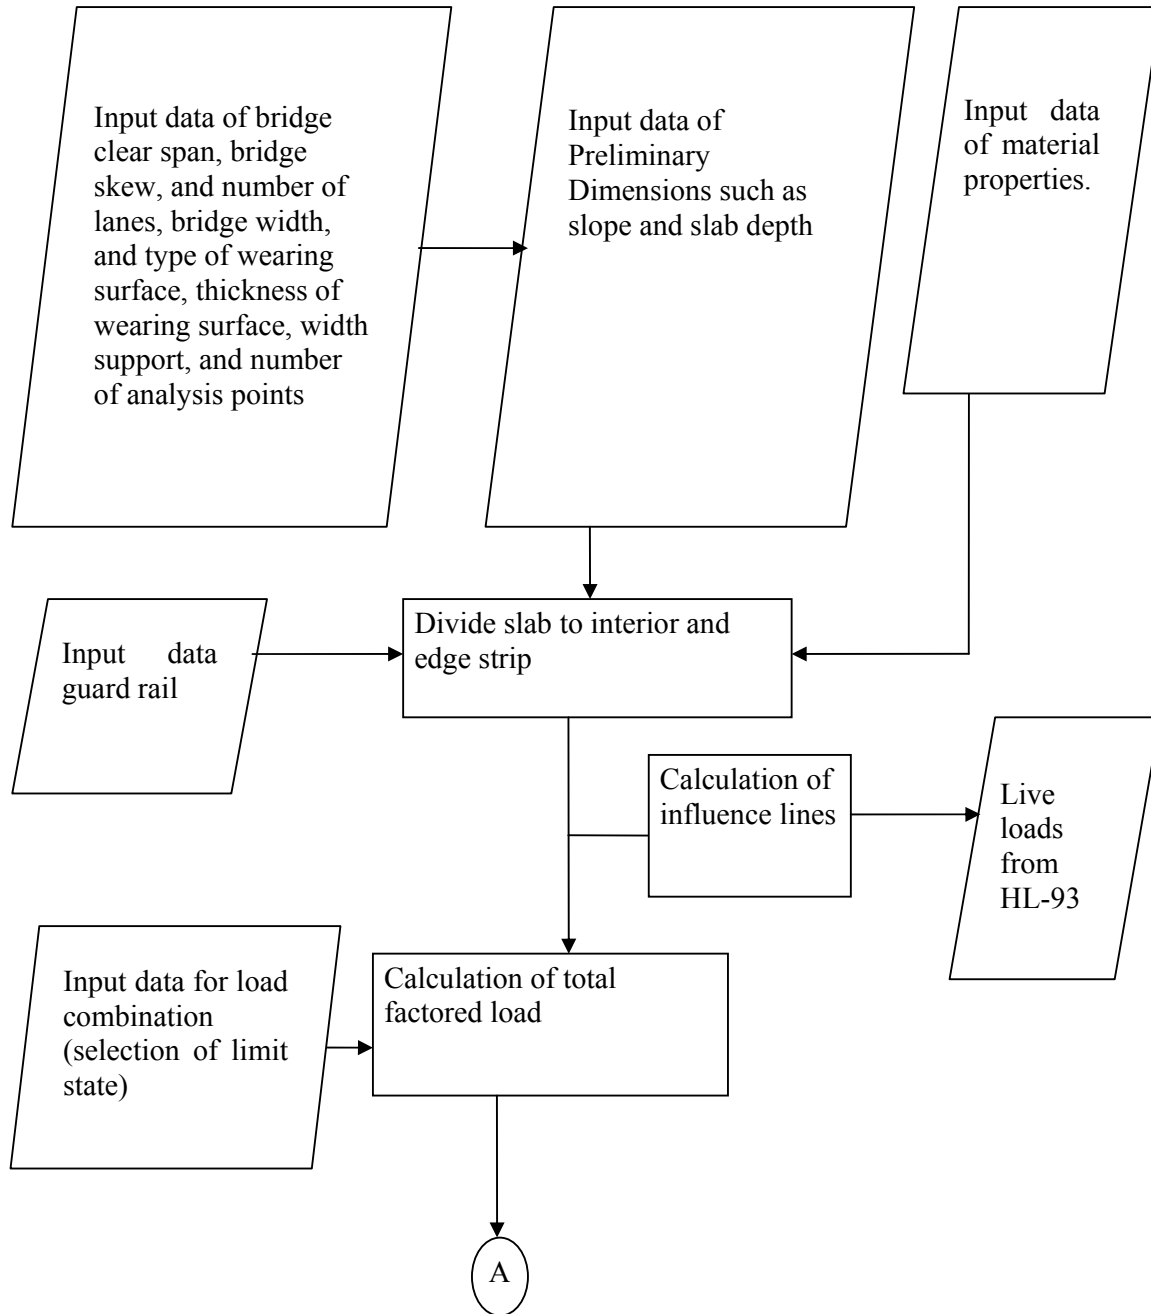 Input data of bridge
clear span, bridge
skew, and number of
lanes, bridge width,
and type of wearing
surface, thickness of
wearing surface, width
support, and number
of analysis points
Input data of
Preliminary
Dimensions such as
slope and slab depth
Input data
of material
properties.
Divide slab to interior and
edge strip
Input data
guard rail
Calculation of
influence lines
Live
loads
from
HL-93
Input data for load
combination
(selection of limit
state)
Calculation of total
factored load
A